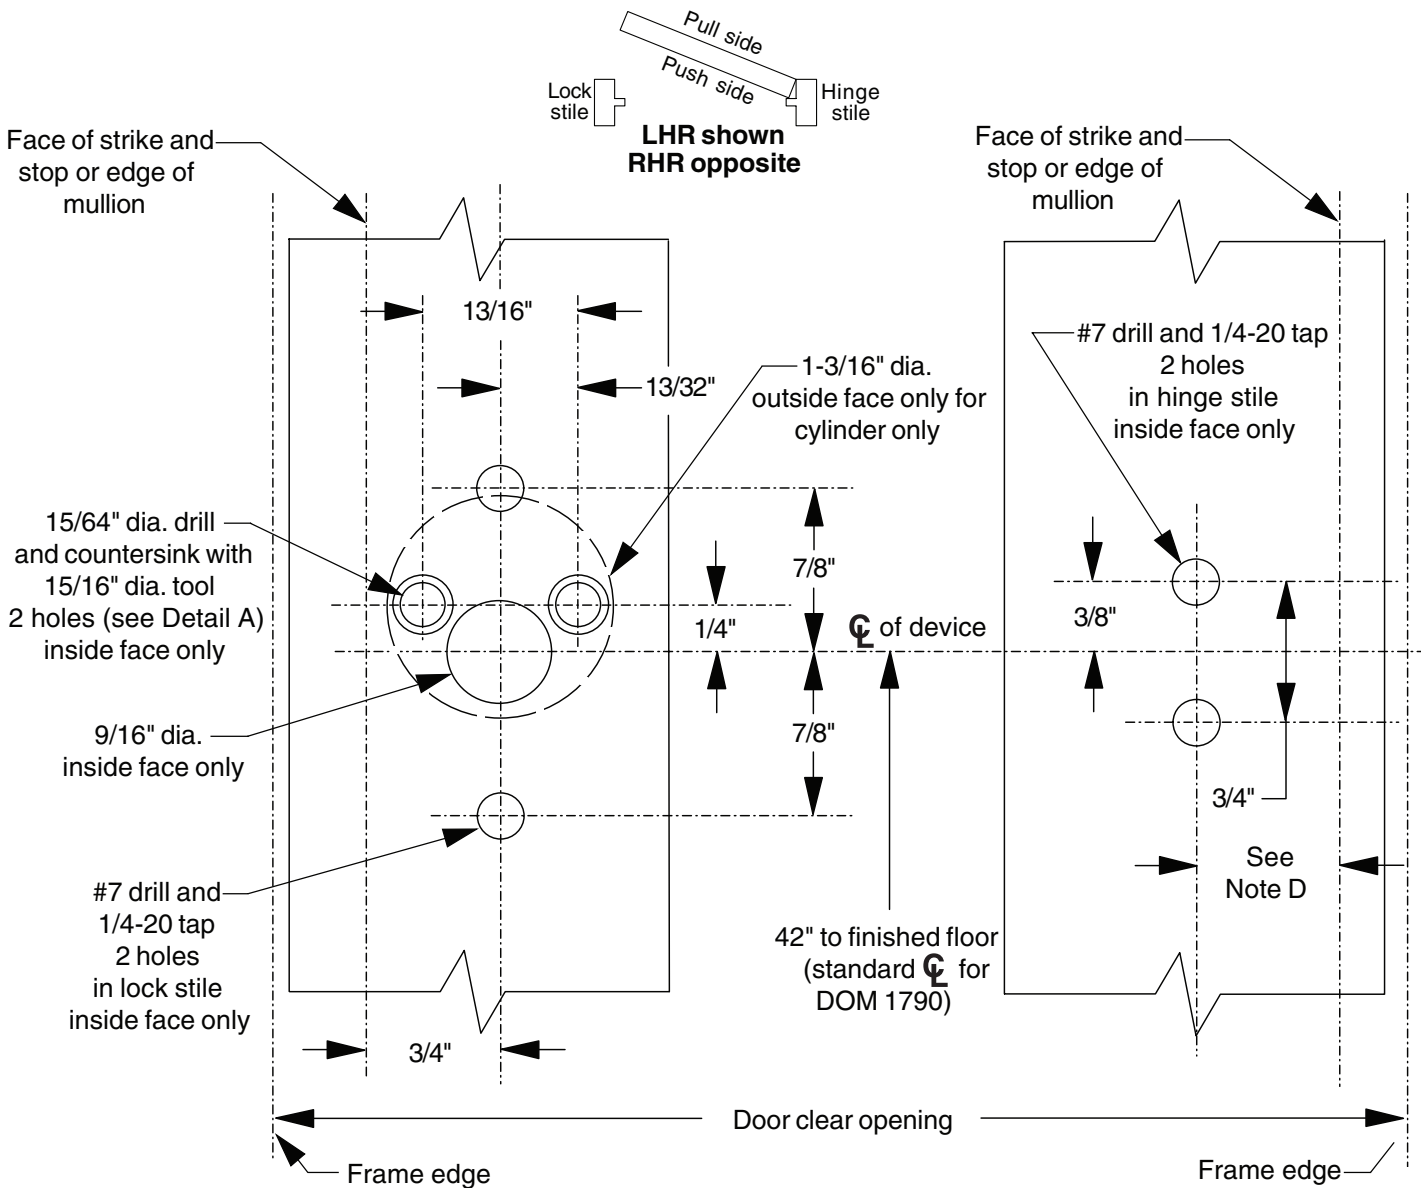 Pull side
Push side
Lock
stile
Hinge
stile
LHR shown
RHR opposite
Face of strike and
stop or edge of
mullion
Face of strike and
stop or edge of
mullion
13/16"
13/32"
1-3/16" dia.
outside face only for
cylinder only
#7 drill and 1/4-20 tap
2 holes
in hinge stile
inside face only
15/64" dia. drill
and countersink with
15/16" dia. tool
2 holes (see Detail A)
inside face only
7/8"
1/4"
℄ of device
3/8"
9/16" dia.
inside face only
7/8"
3/4"
See
Note D
#7 drill and
1/4-20 tap
2 holes
in lock stile
inside face only
42" to finished floor
(standard ℄ for
DOM 1790)
3/4"
Door clear opening
Frame edge
Frame edge